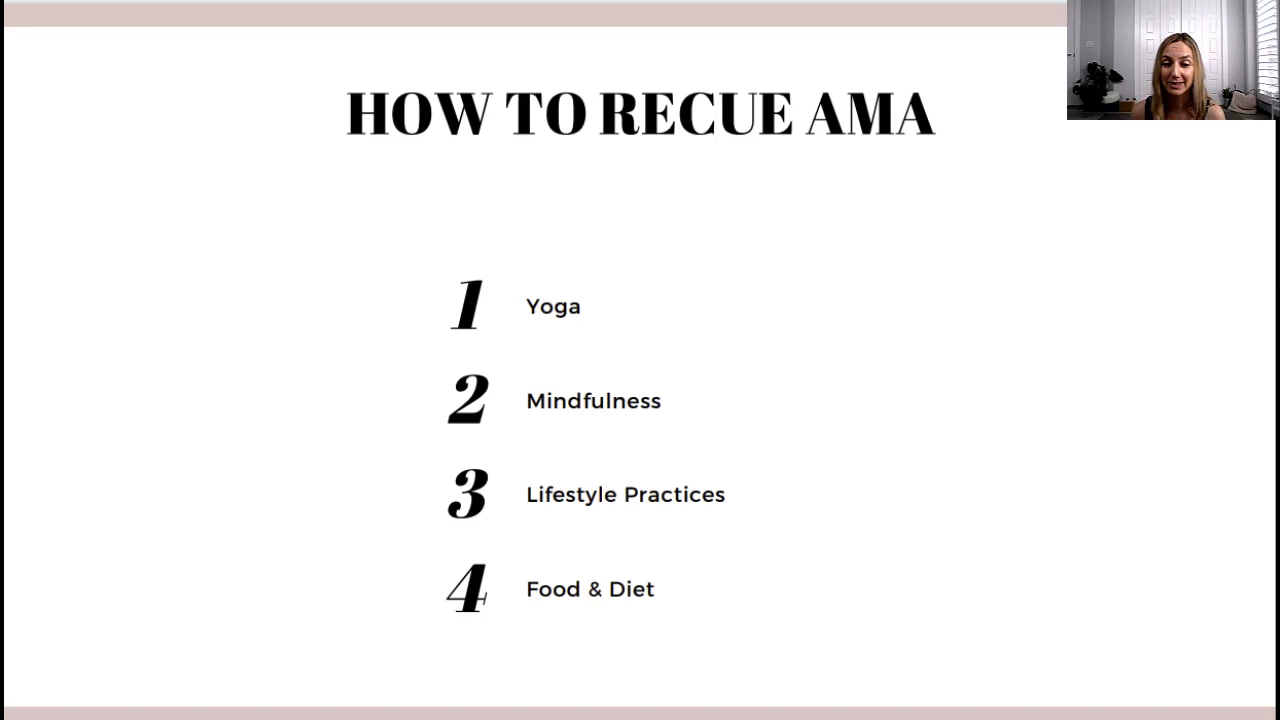 HOW TO RECUE AMA
1 Yoga
2 Mindfulness
3 Lifestyle Practices
4 Food & Diet